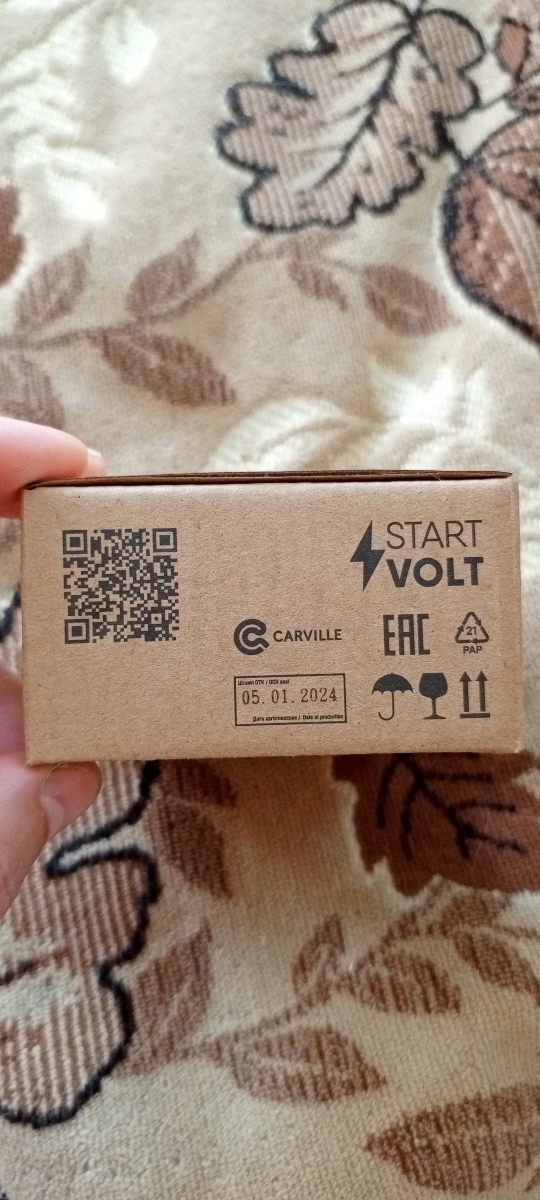 START
VOLT
CARVILLE
EAC
21
PAP
Штамп ОТК / QCD seal
05. 01. 2024
Дата изготовления / Date of production